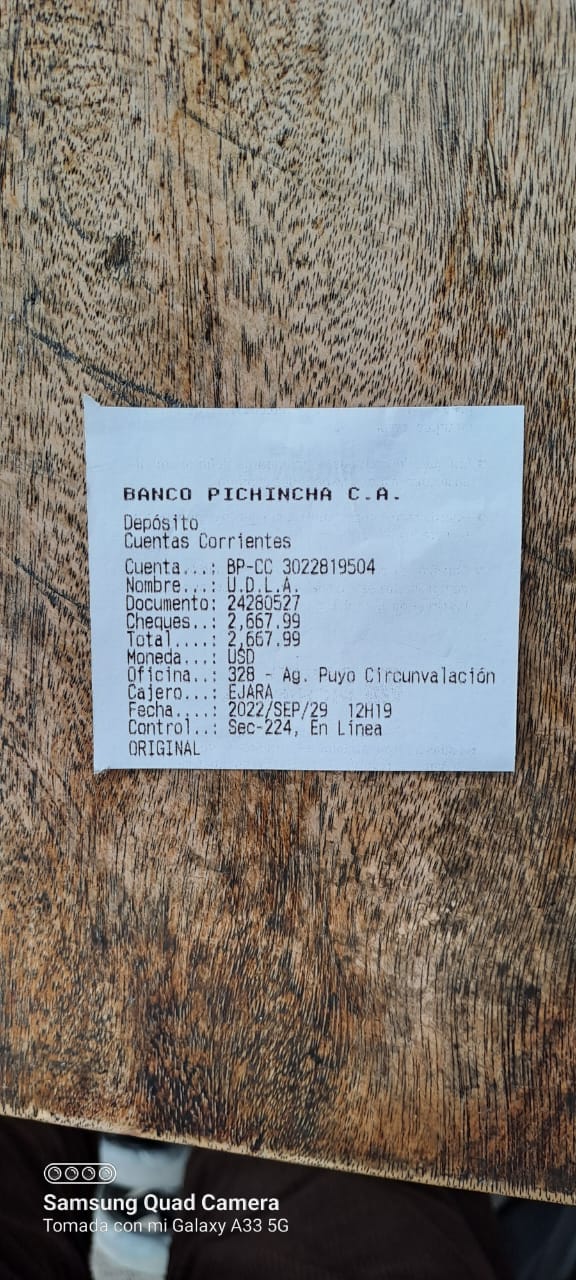 BANCO PICHINCHA C.A.
Depósito
Cuentas Corrientes
Cuenta...: BP-CC 3022819504
Nombre...: U.D.L.A.
Documento: 24280527
Cheques..: 2,667.99
Total....: 2,667.99
Moneda...: USD
Oficina..: 328 - Ag. Puyo Circunvalación
Cajero...: EJARA
Fecha....: 2022/SEP/29  12H19
Control..: Sec-224, En Línea
ORIGINAL
Samsung Quad Camera
Tomada con mi Galaxy A33 5G